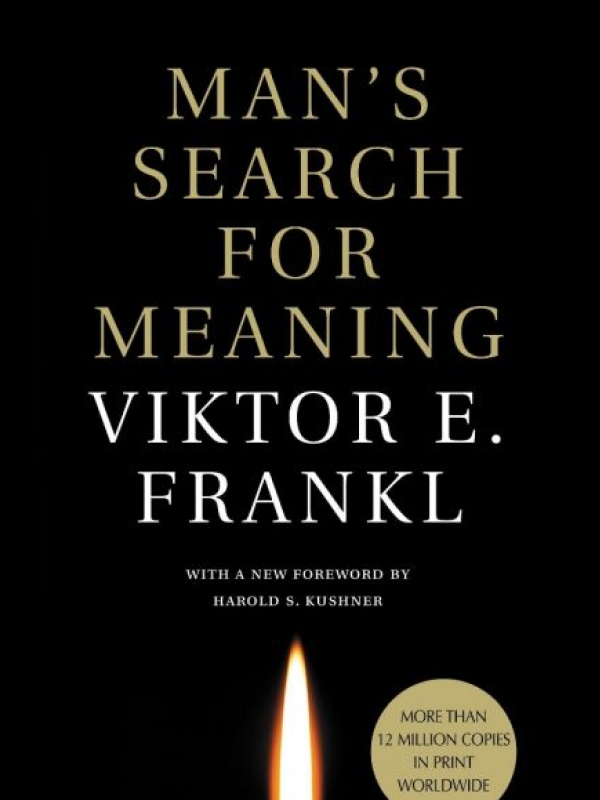 MAN'S
SEARCH
FOR
MEANING
VIKTOR E.
FRANKL
WITH A NEW FOREWORD BY
HAROLD S. KUSHNER
MORE THAN
12 MILLION COPIES
IN PRINT
WORLDWIDE